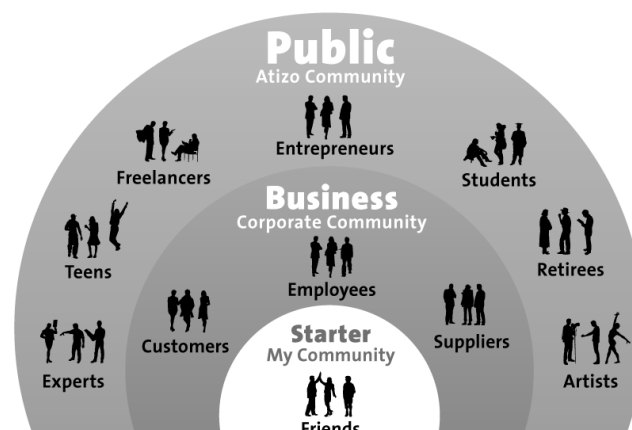 Public
Atizo Community
Entrepreneurs
Freelancers
Students
Business
Corporate Community
Teens
Retirees
Employees
Customers
Suppliers
Starter
My Community
Experts
Artists
Friends